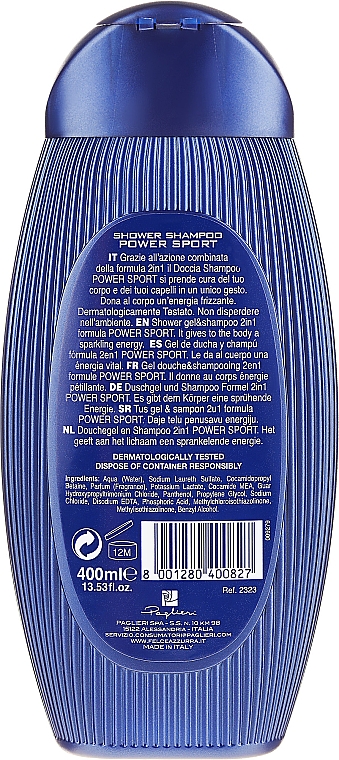 SHOWER SHAMPOO
POWER SPORT
IT Grazie all'azione combinata
della formula 2in1 il Doccia Shampoo
POWER SPORT si prende cura del tuo
corpo e dei tuoi capelli in un unico gesto.
Dona al corpo un'energia frizzante.
Dermatologicamente Testato. Non disperdere
nell'ambiente. EN Shower gel&shampoo 2in1
formula POWER SPORT. It gives to the body a
sparkling energy. ES Gel de ducha y champú
fórmula 2en1 POWER SPORT. Le da al cuerpo una
énergia vital. FR Gel douche&shampooing 2en1
formule POWER SPORT. Il donne au corps énergie
pétillante. DE Duschgel und Shampoo Formel 2in1
POWER SPORT. Es gibt dem Körper eine sprühende
Energie. SR Tus gel & sampon 2u1 formula
POWER SPORT. Daje telu penusavu energiju.
NL Douchegel en Shampoo 2in1 POWER SPORT. Het
geeft aan het lichaam een sprankelende energie.
DERMATOLOGICALLY TESTED
DISPOSE OF CONTAINER RESPONSIBLY
Ingredients: Aqua (Water), Sodium Laureth Sulfate, Cocamidopropyl
Betaine, Parfum (Fragrance), Potassium Lactate, Cocamide MEA, Guar
Hydroxypropyltrimonium Chloride, Panthenol, Propylene Glycol, Sodium
Chloride, Disodium EDTA, Phosphoric Acid, Methylchloroisothiazolinone,
Methylisothiazolinone, Benzyl Alcohol.
009279
12M
400ml e
13.53fl.oz.
8 001280 400827
Ref. 2323
Paglieri
PAGLIERI SPA - S.S. N. 10 KM 98
15122 ALESSANDRIA - ITALIA
SERVIZIO.CONSUMATORI@PAGLIERI.COM
WWW.FELCEAZZURRA.IT
MADE IN ITALY